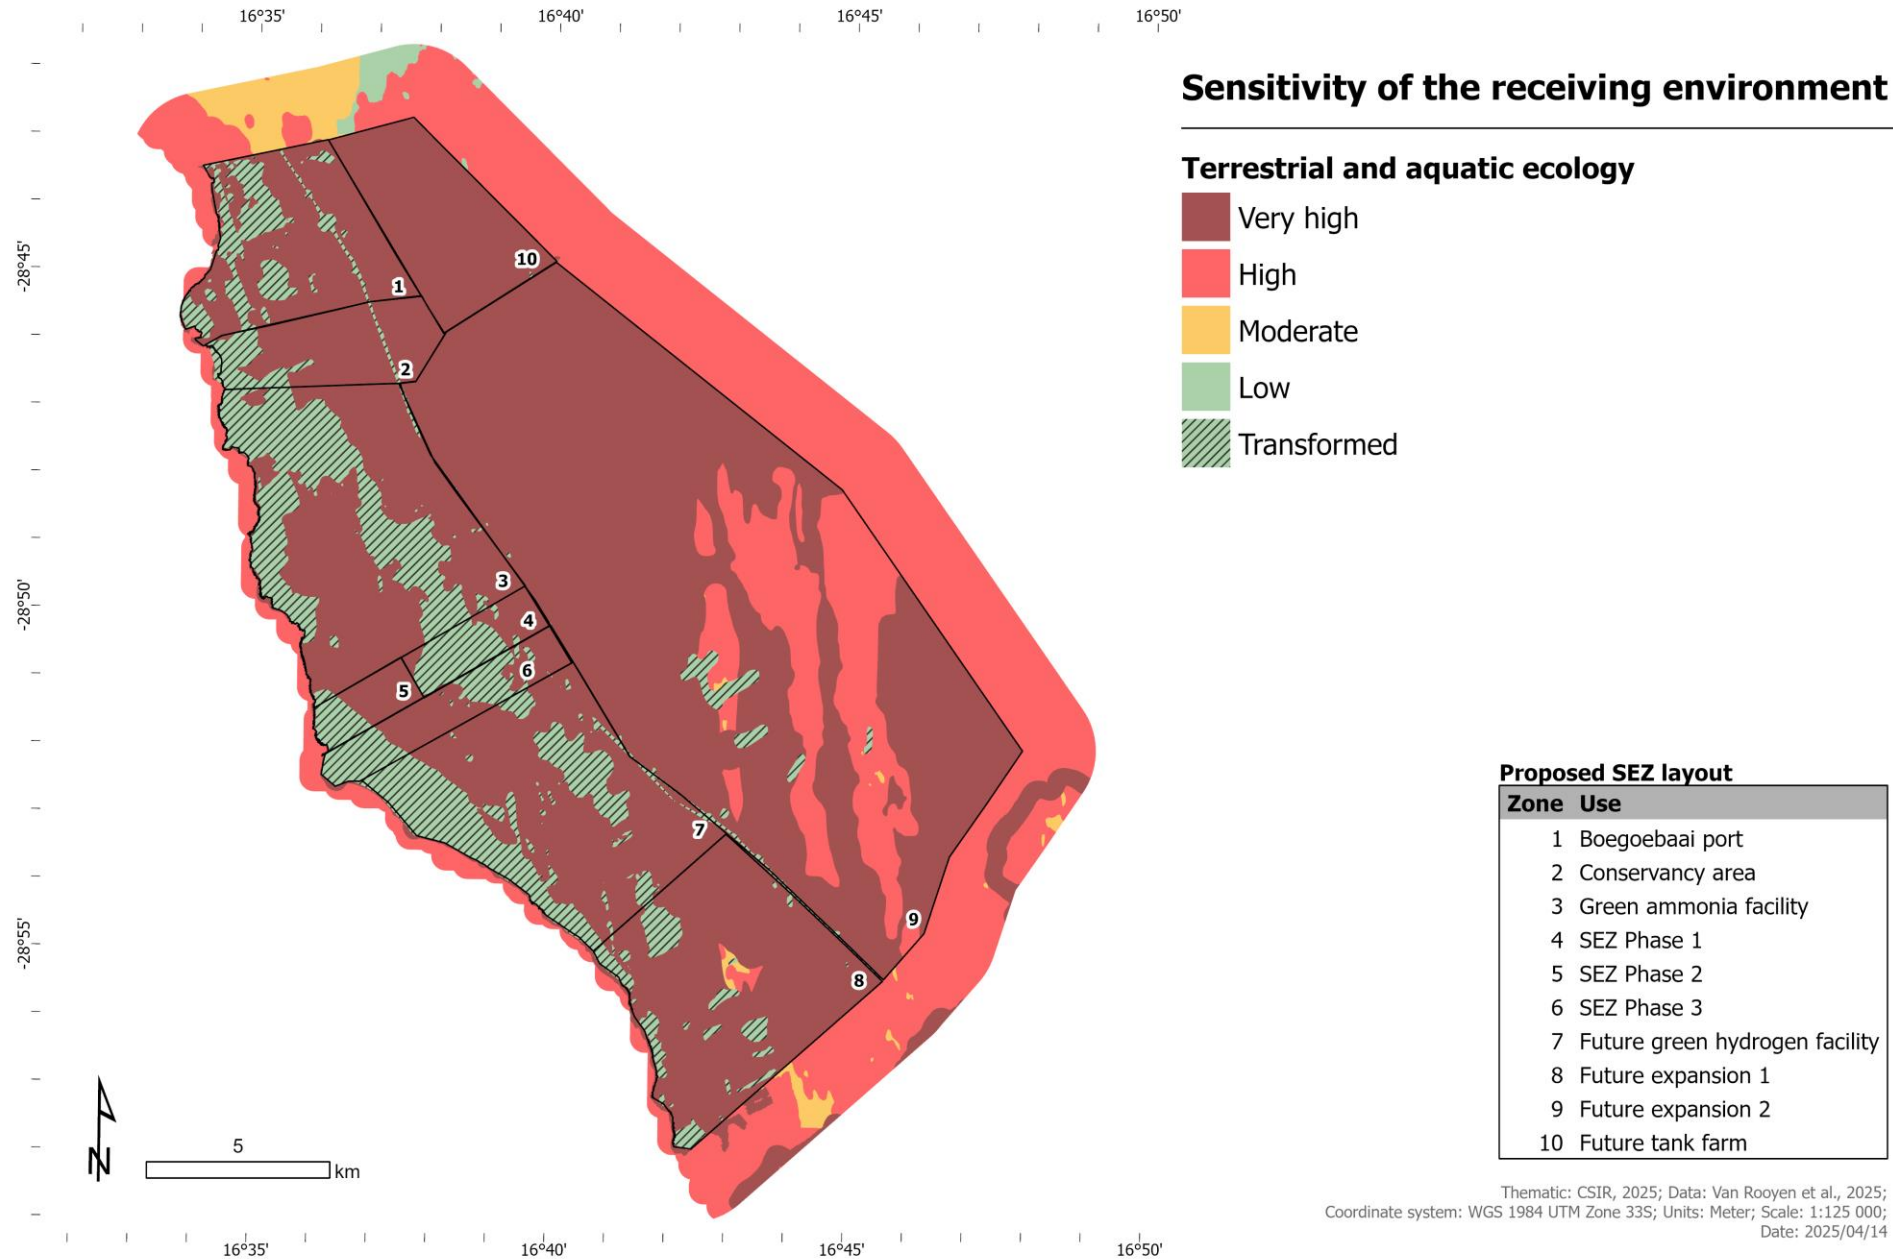 16°35' 16°40' 16°45' 16°50'
Sensitivity of the receiving environment
Terrestrial and aquatic ecology
Very high
High
Moderate
Low
Transformed
-28°45'
-28°50'
-28°55'
10
1
2
3
4
6
5
7
9
8
Proposed SEZ layout
Zone Use
1 Boegoebaai port
2 Conservancy area
3 Green ammonia facility
4 SEZ Phase 1
5 SEZ Phase 2
6 SEZ Phase 3
7 Future green hydrogen facility
8 Future expansion 1
9 Future expansion 2
10 Future tank farm
N
5
km
Thematic: CSIR, 2025; Data: Van Rooyen et al., 2025;
Coordinate system: WGS 1984 UTM Zone 33S; Units: Meter; Scale: 1:125 000;
Date: 2025/04/14
16°35' 16°40' 16°45' 16°50'